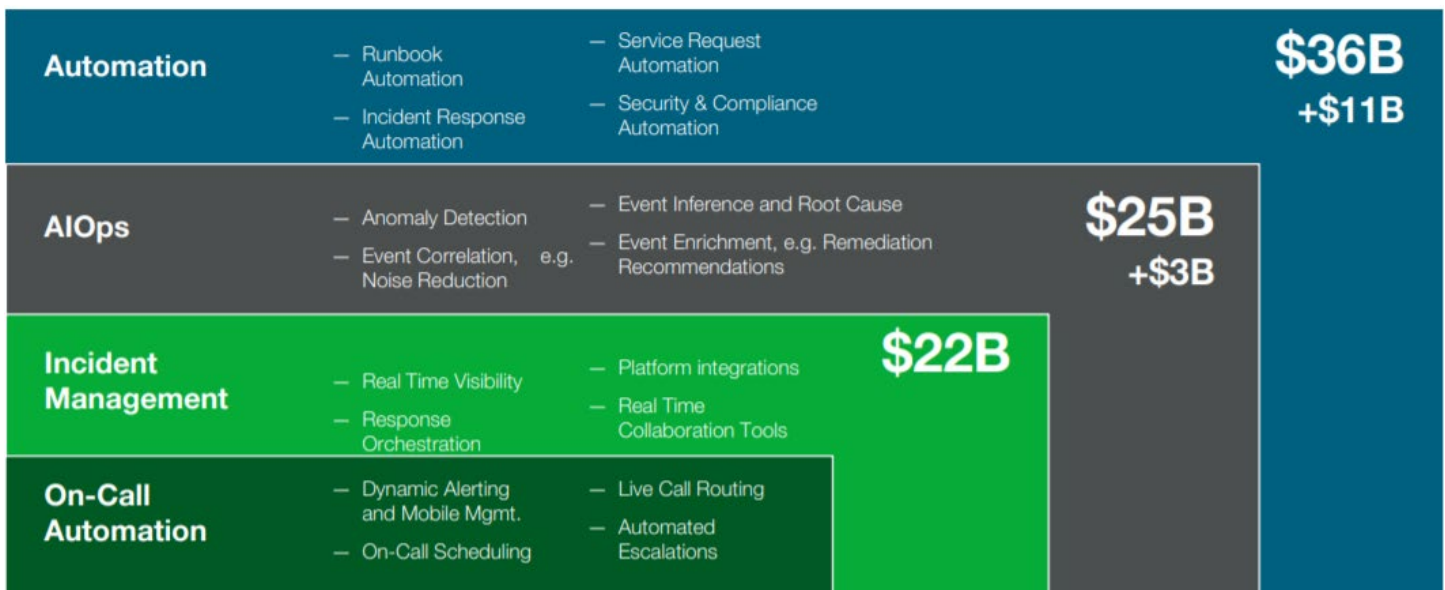 Automation
— Runbook
Automation
— Incident Response
Automation
— Service Request
Automation
— Security & Compliance
Automation
$36B
+$11B
AIOps
— Anomaly Detection
— Event Correlation, e.g.
Noise Reduction
— Event Inference and Root Cause
— Event Enrichment, e.g. Remediation
Recommendations
$25B
+$3B
Incident
Management
— Real Time Visibility
— Response
Orchestration
— Platform integrations
— Real Time
Collaboration Tools
$22B
On-Call
Automation
— Dynamic Alerting
and Mobile Mgmt.
— On-Call Scheduling
— Live Call Routing
— Automated
Escalations